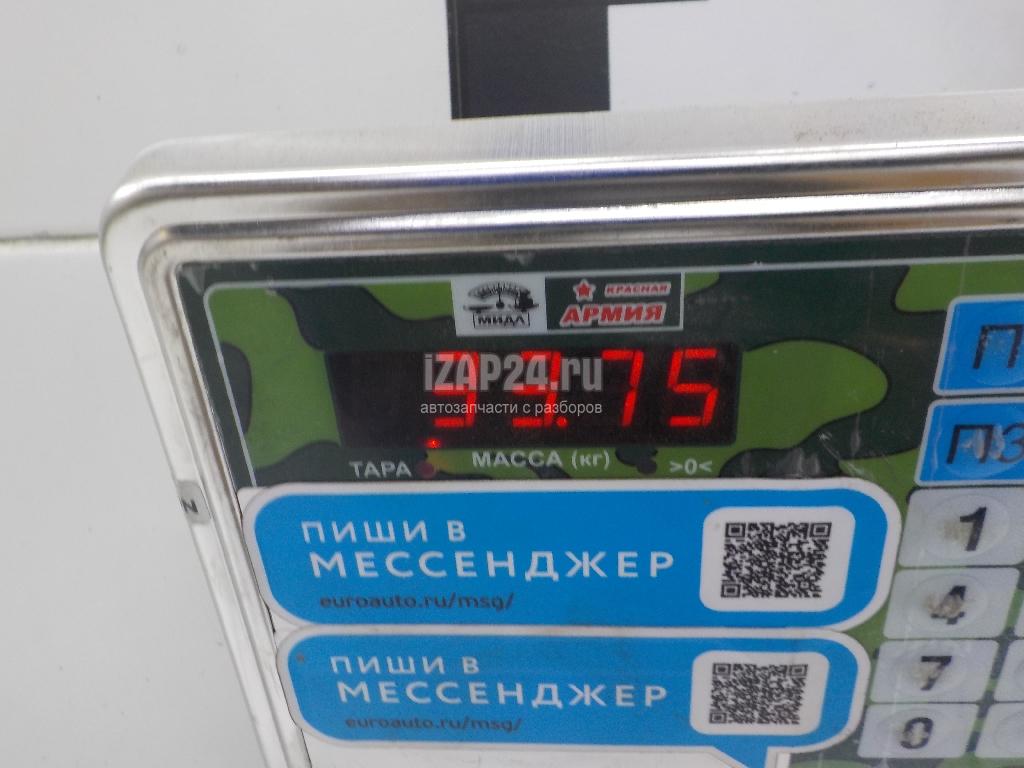 МИДЛ
КРАСНАЯ
АРМИЯ
iZAP24.ru
автозапчасти с разборов
ТАРА МАССА (кг) >0<
ПИШИ В
МЕССЕНДЖЕР
euroauto.ru/msg/
ПИШИ В
МЕССЕНДЖЕР
euroauto.ru/msg/
1
4
7
0
N